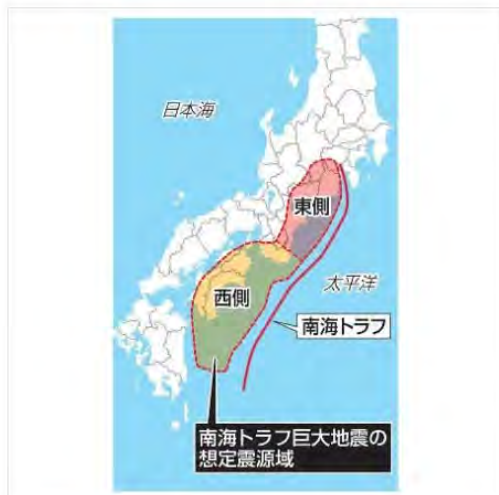 日本海
東側
太平洋
西側
南海トラフ
南海トラフ巨大地震の
想定震源域